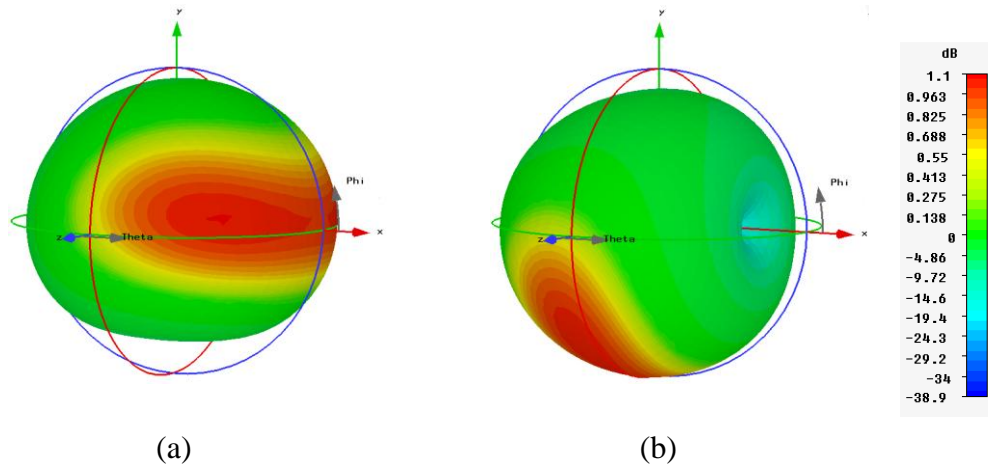 y
Phi
x
z
Theta
(a)
y
Phi
x
z
Theta
(b)
dB
1.1
0.963
0.825
0.688
0.55
0.413
0.275
0.138
0
-4.86
-9.72
-14.6
-19.4
-24.3
-29.2
-34
-38.9